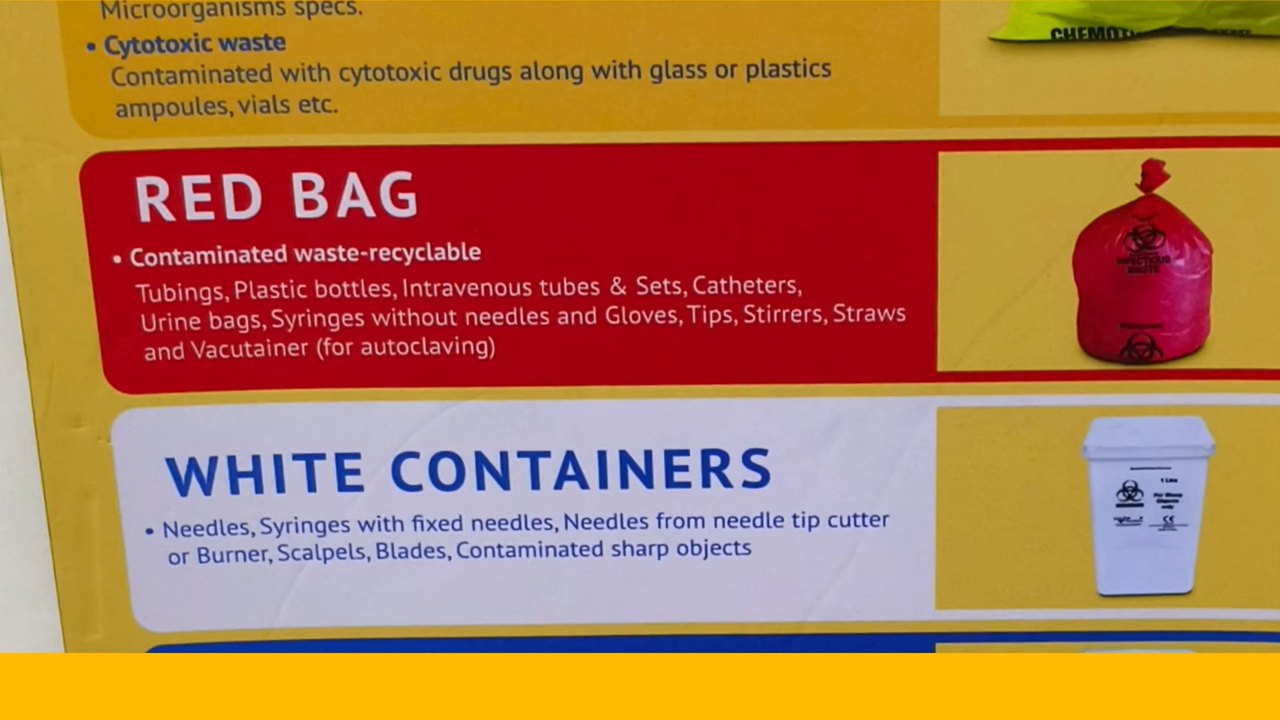 Microorganisms specs.
• Cytotoxic waste
Contaminated with cytotoxic drugs along with glass or plastics
ampoules, vials etc.
RED BAG
• Contaminated waste-recyclable
Tubings, Plastic bottles, Intravenous tubes & Sets, Catheters,
Urine bags, Syringes without needles and Gloves, Tips, Stirrers, Straws
and Vacutainer (for autoclaving)
INFECTIOUS
WASTE
WHITE CONTAINERS
• Needles, Syringes with fixed needles, Needles from needle tip cutter
or Burner, Scalpels, Blades, Contaminated sharp objects